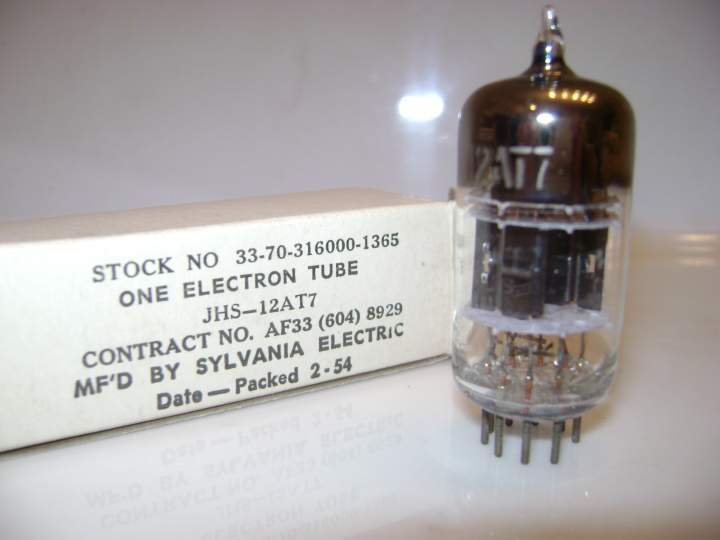 STOCK NO 33-70-316000-1365
ONE ELECTRON TUBE
JHS-12AT7
CONTRACT NO. AF33 (604) 8929
MF'D BY SYLVANIA ELECTRIC
Date — Packed 2-54
12AT7